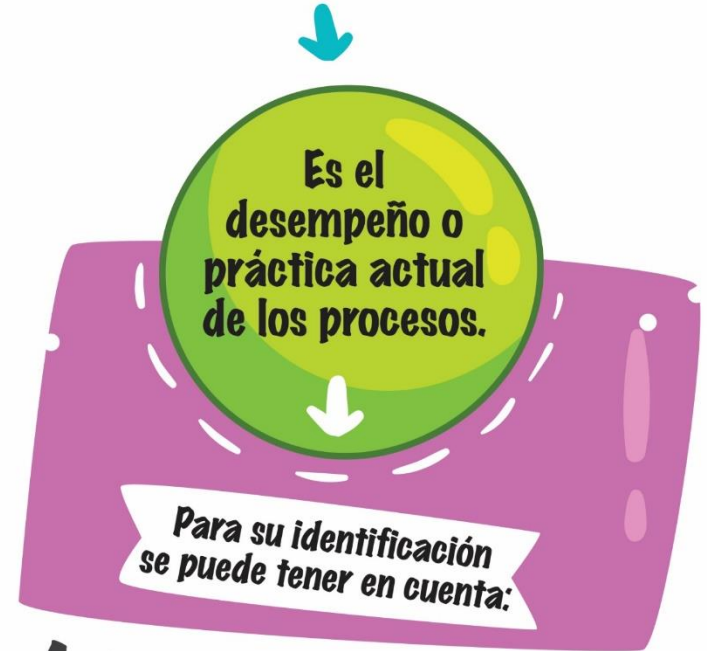 Es el
desempeño o
práctica actual
de los procesos.
Para su identificación
se puede tener en cuenta: